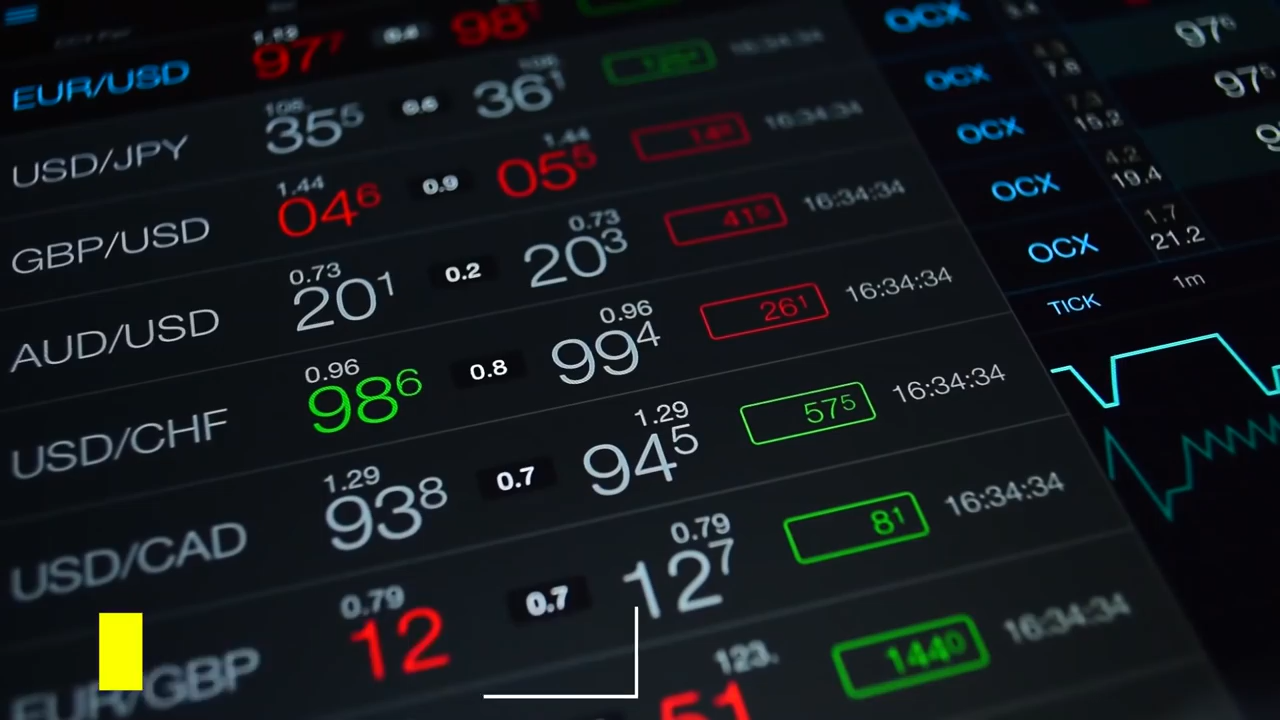 EUR/USD 97⁷ 98¹
108.
USD/JPY 35⁵ 0.6 36¹ 16:34:34
1.44 1.44
GBP/USD 04⁶ 0.9 05⁵ 16:34:34
0.73 0.73
AUD/USD 20¹ 0.2 20³ 41⁵ 16:34:34
0.96 0.96
USD/CHF 98⁶ 0.8 99⁴ 26¹ 16:34:34
1.29 1.29
USD/CAD 93⁸ 0.7 94⁵ 57⁵ 16:34:34
0.79 0.79
EUR/GBP 12 0.7 12⁷ 8¹ 16:34:34
123.
51 144⁰ 16:34:34
OCX 97⁶
OCX 7.8 97⁵
OCX 15.2
4.2
OCX 19.4
1.7
OCX 21.2
TICK 1m